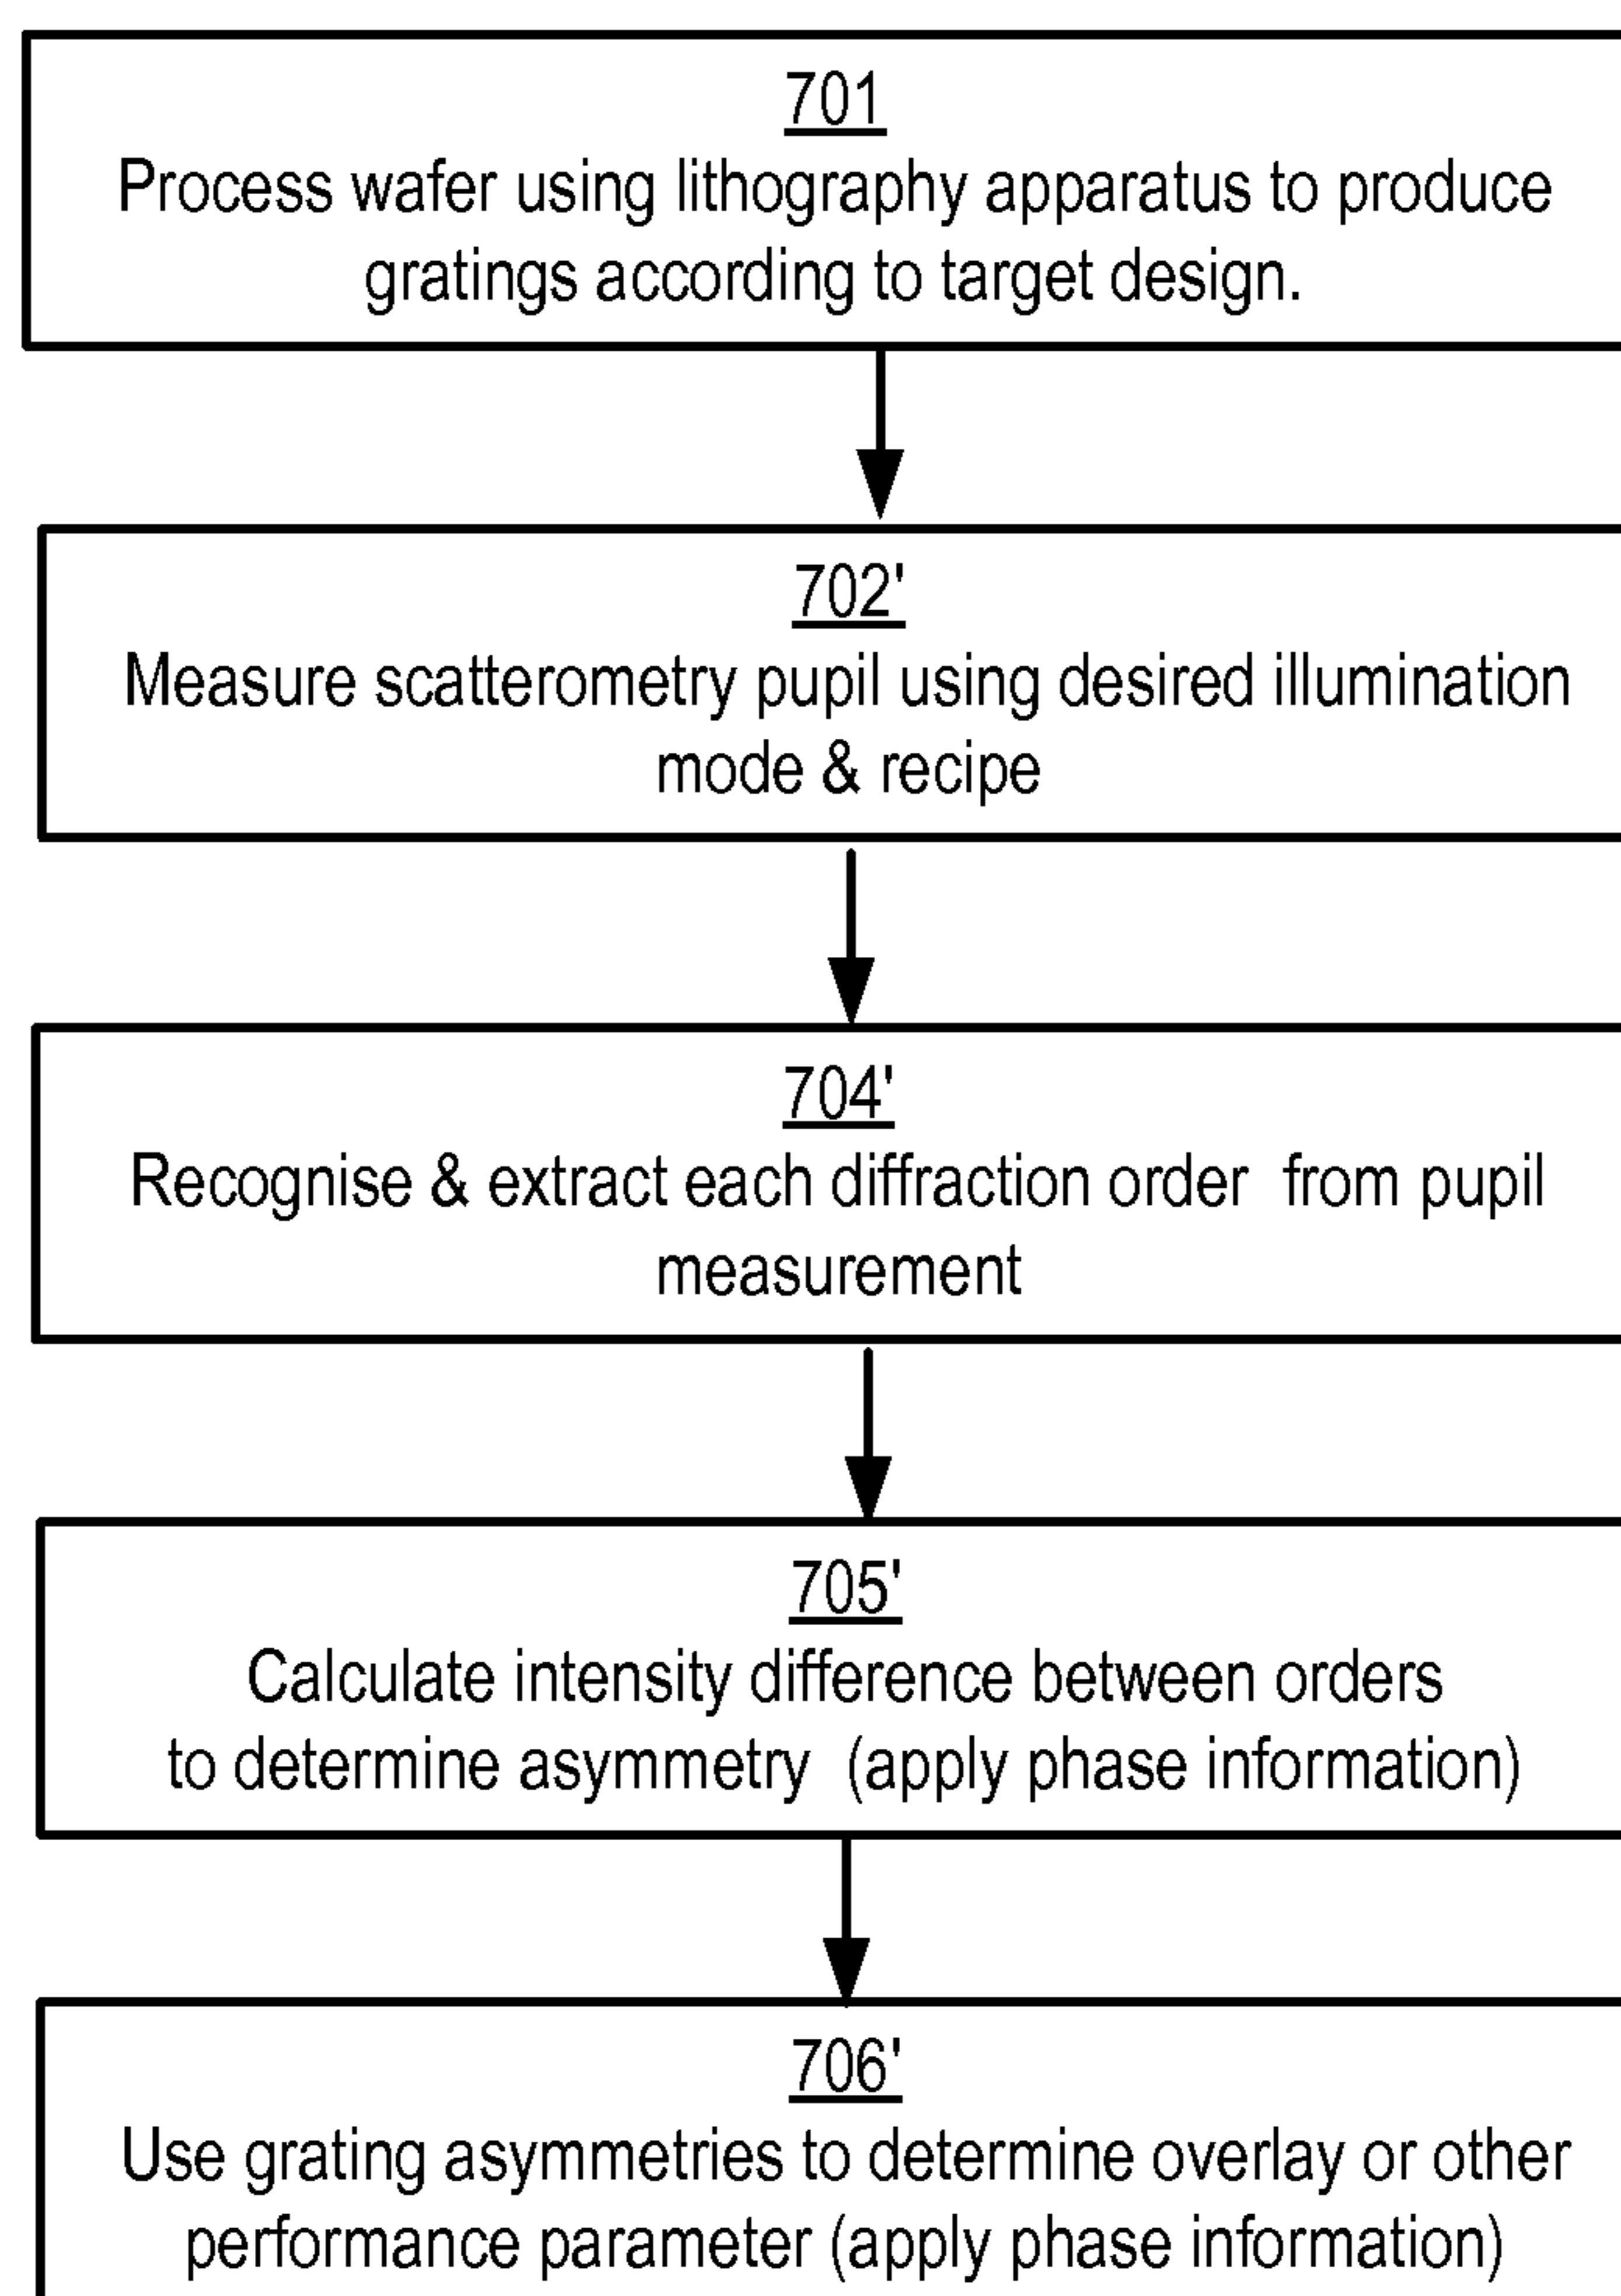 701
Process wafer using lithography apparatus to produce
gratings according to target design.
702'
Measure scatterometry pupil using desired illumination
mode & recipe
704'
Recognise & extract each diffraction order from pupil
measurement
705'
Calculate intensity difference between orders
to determine asymmetry (apply phase information)
706'
Use grating asymmetries to determine overlay or other
performance parameter (apply phase information)